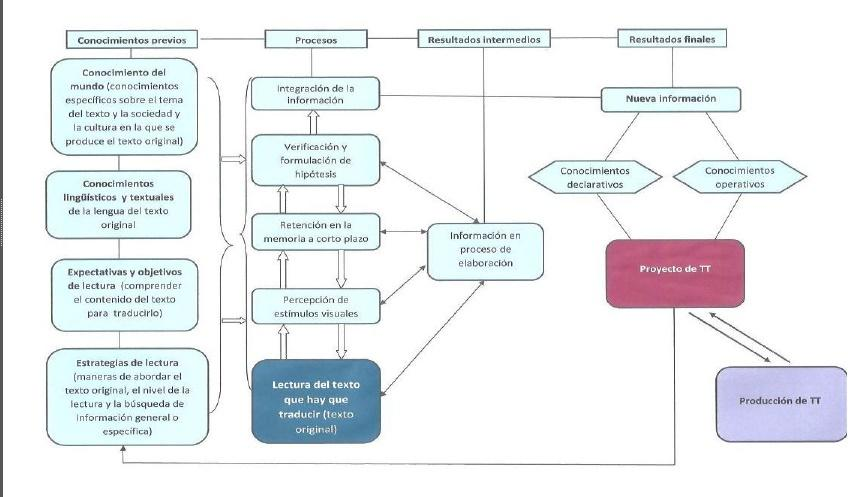 Conocimientos previos
Procesos
Resultados intermedios
Resultados finales
Conocimiento del
mundo (conocimientos
específicos sobre el tema
del texto y la sociedad y
la cultura en la que se
produce el texto original)
Conocimientos
lingüísticos y textuales
de la lengua del texto
original
Expectativas y objetivos
de lectura (comprender
el contenido del texto
para traducirlo)
Estrategias de lectura
(maneras de abordar el
texto original, el nivel de la
lectura y la búsqueda de
información general o
específica)
Integración de la
información
Verificación y
formulación de
hipótesis
Retención en la
memoria a corto plazo
Percepción de
estímulos visuales
Lectura del texto
que hay que
traducir (texto
original)
Información en
proceso de
elaboración
Nueva información
Conocimientos
declarativos
Conocimientos
operativos
Proyecto de TT
Producción de TT